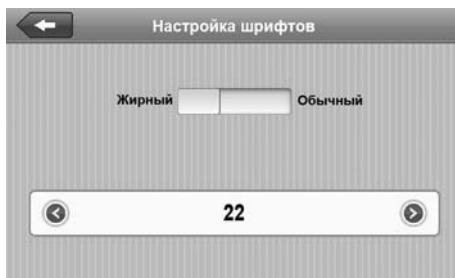 Настройка шрифтов
Жирный Обычный
22